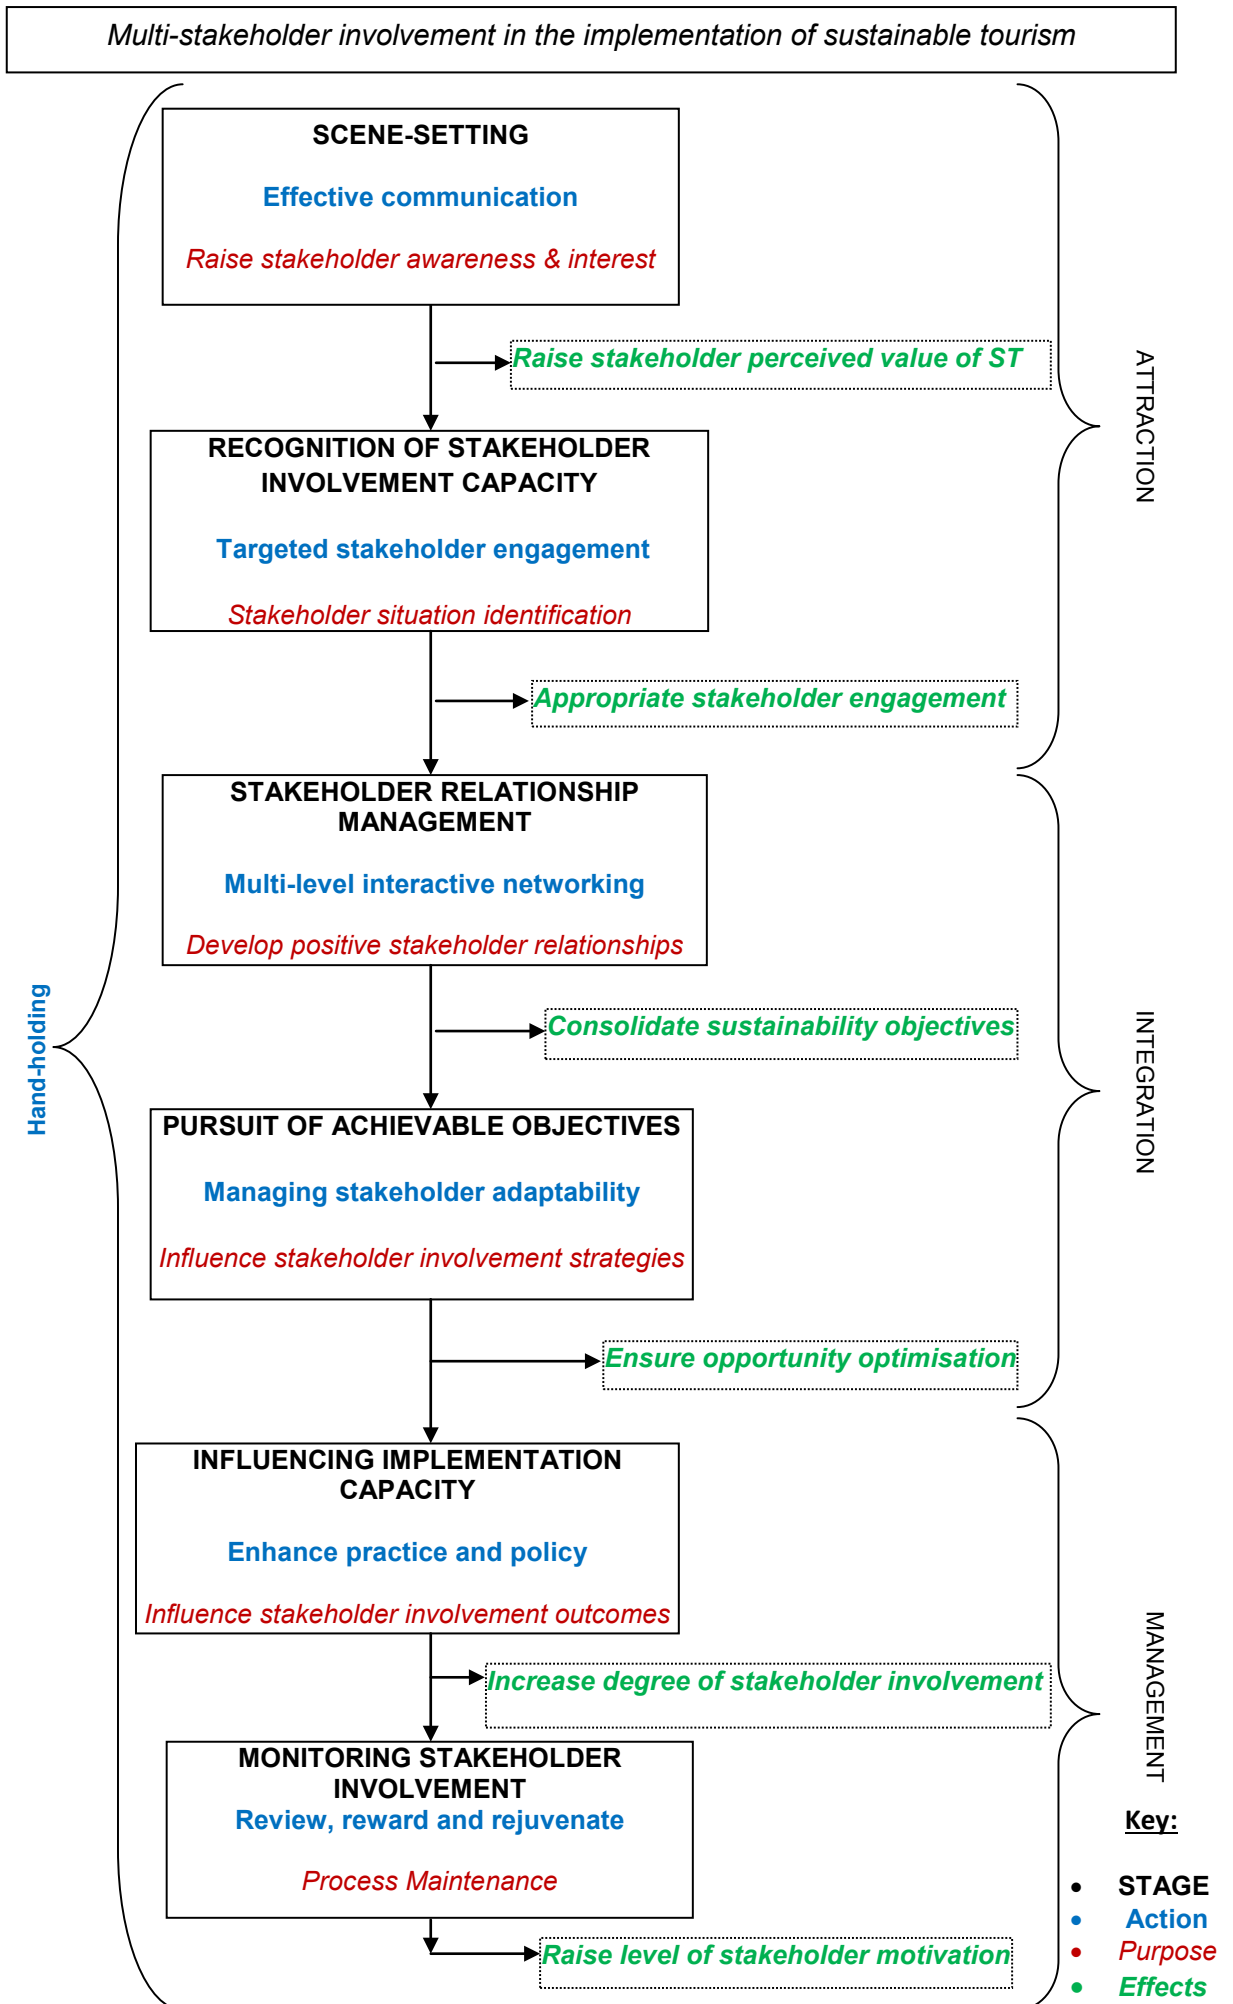 Multi-stakeholder involvement in the implementation of sustainable tourism
SCENE-SETTING
Effective communication
Raise stakeholder awareness & interest
Raise stakeholder perceived value of ST
ATTRACTION
RECOGNITION OF STAKEHOLDER
INVOLVEMENT CAPACITY
Targeted stakeholder engagement
Stakeholder situation identification
Appropriate stakeholder engagement
STAKEHOLDER RELATIONSHIP
MANAGEMENT
Multi-level interactive networking
Develop positive stakeholder relationships
Hand-holding
Consolidate sustainability objectives
INTEGRATION
PURSUIT OF ACHIEVABLE OBJECTIVES
Managing stakeholder adaptability
Influence stakeholder involvement strategies
Ensure opportunity optimisation
INFLUENCING IMPLEMENTATION
CAPACITY
Enhance practice and policy
Influence stakeholder involvement outcomes
Increase degree of stakeholder involvement
MANAGEMENT
MONITORING STAKEHOLDER
INVOLVEMENT
Review, reward and rejuvenate
Process Maintenance
Raise level of stakeholder motivation
Key:
• STAGE
• Action
• Purpose
• Effects